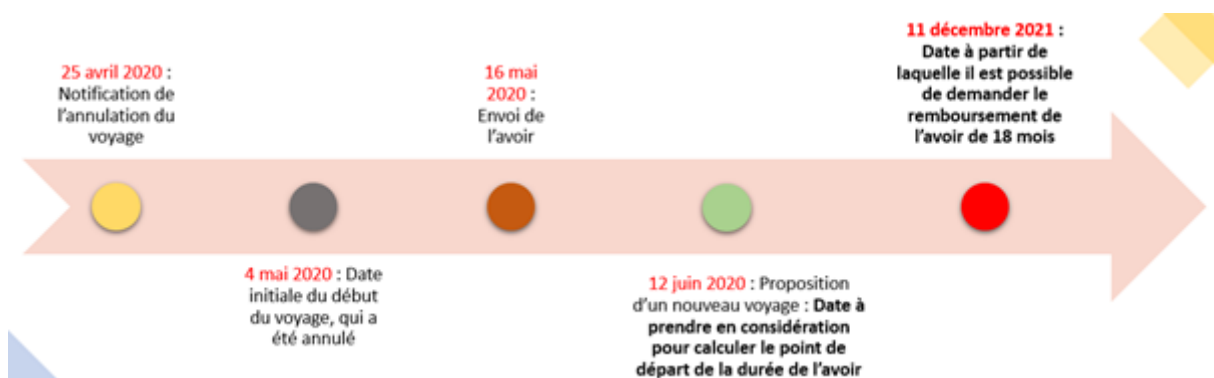 25 avril 2020 :
Notification de
l'annulation du
voyage
4 mai 2020 : Date
initiale du début
du voyage, qui a
été annulé
16 mai
2020 :
Envoi de
l'avoir
12 juin 2020 : Proposition
d'un nouveau voyage : Date à
prendre en considération
pour calculer le point de
départ de la durée de l'avoir
11 décembre 2021 :
Date à partir de
laquelle il est possible
de demander le
remboursement de
l'avoir de 18 mois